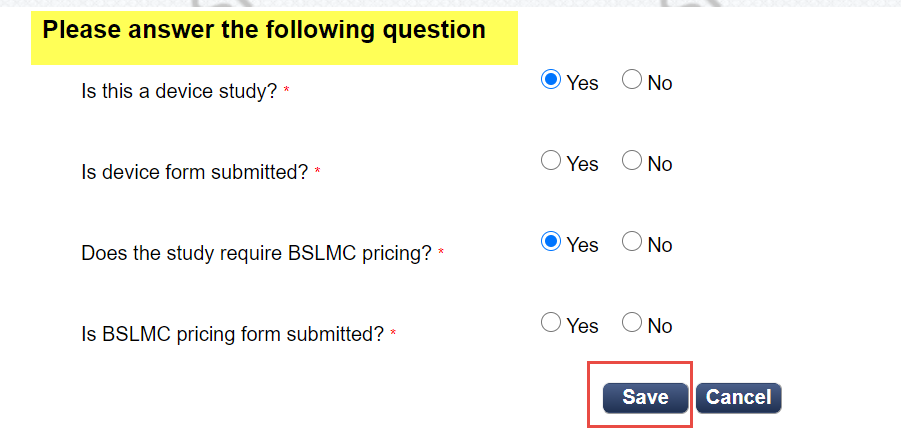 Please answer the following question
Is this a device study? * Yes No
Is device form submitted? * Yes No
Does the study require BSLMC pricing? * Yes No
Is BSLMC pricing form submitted? * Yes No
Save Cancel